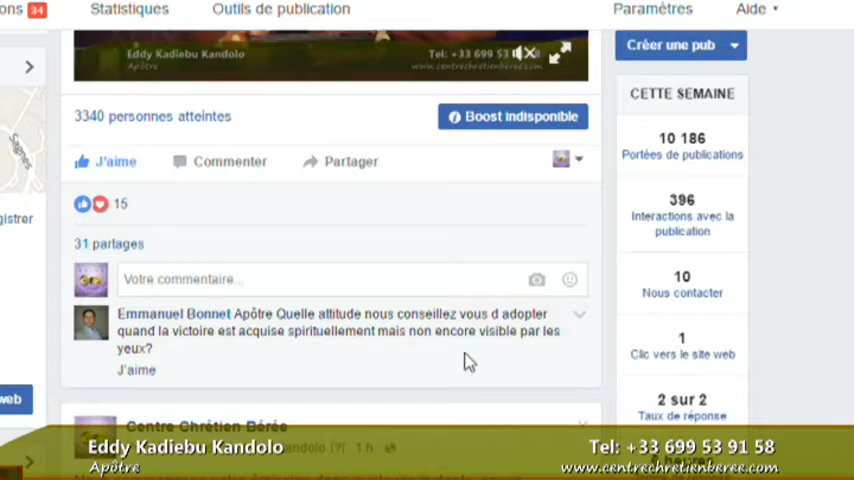 ons 34 Statistiques Outils de publication Paramètres Aide
Eddy Kadiebu Kandolo
Apôtre
Tel: +33 699 53 58
www.centrechretienberee.com
Créer une pub
3340 personnes atteintes
Boost indisponible
J'aime Commenter Partager
15
31 partages
Votre commentaire...
Emmanuel Bonnet Apôtre Quelle attitude nous conseillez vous d adopter
quand la victoire est acquise spirituellement mais non encore visible par les
yeux?
J'aime
Centre Chrétien Bérée
1 h
Sagnes
gistrer
web
CETTE SEMAINE
10 186
Portées de publications
396
Interactions avec la
publication
10
Nous contacter
1
Clic vers le site web
2 sur 2
Taux de réponse
Eddy Kadiebu Kandolo
Apôtre
Tel: +33 699 53 91 58
www.centrechretienberee.com